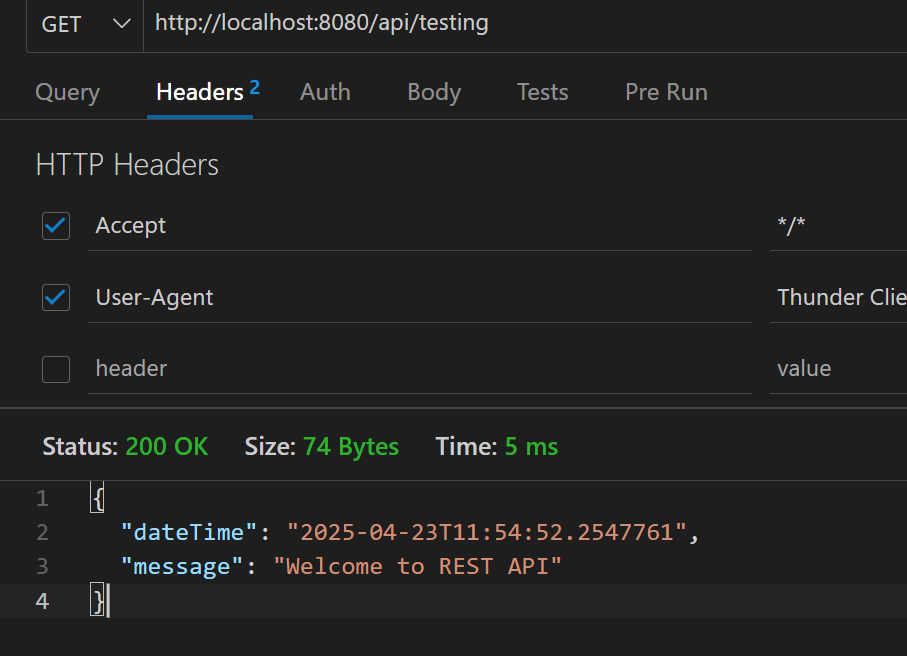 GET http://localhost:8080/api/testing
Query Headers 2 Auth Body Tests Pre Run
HTTP Headers
Accept */*
User-Agent Thunder Clie
header value
Status: 200 OK Size: 74 Bytes Time: 5 ms
1 {
2 "dateTime": "2025-04-23T11:54:52.2547761",
3 "message": "Welcome to REST API"
4 }